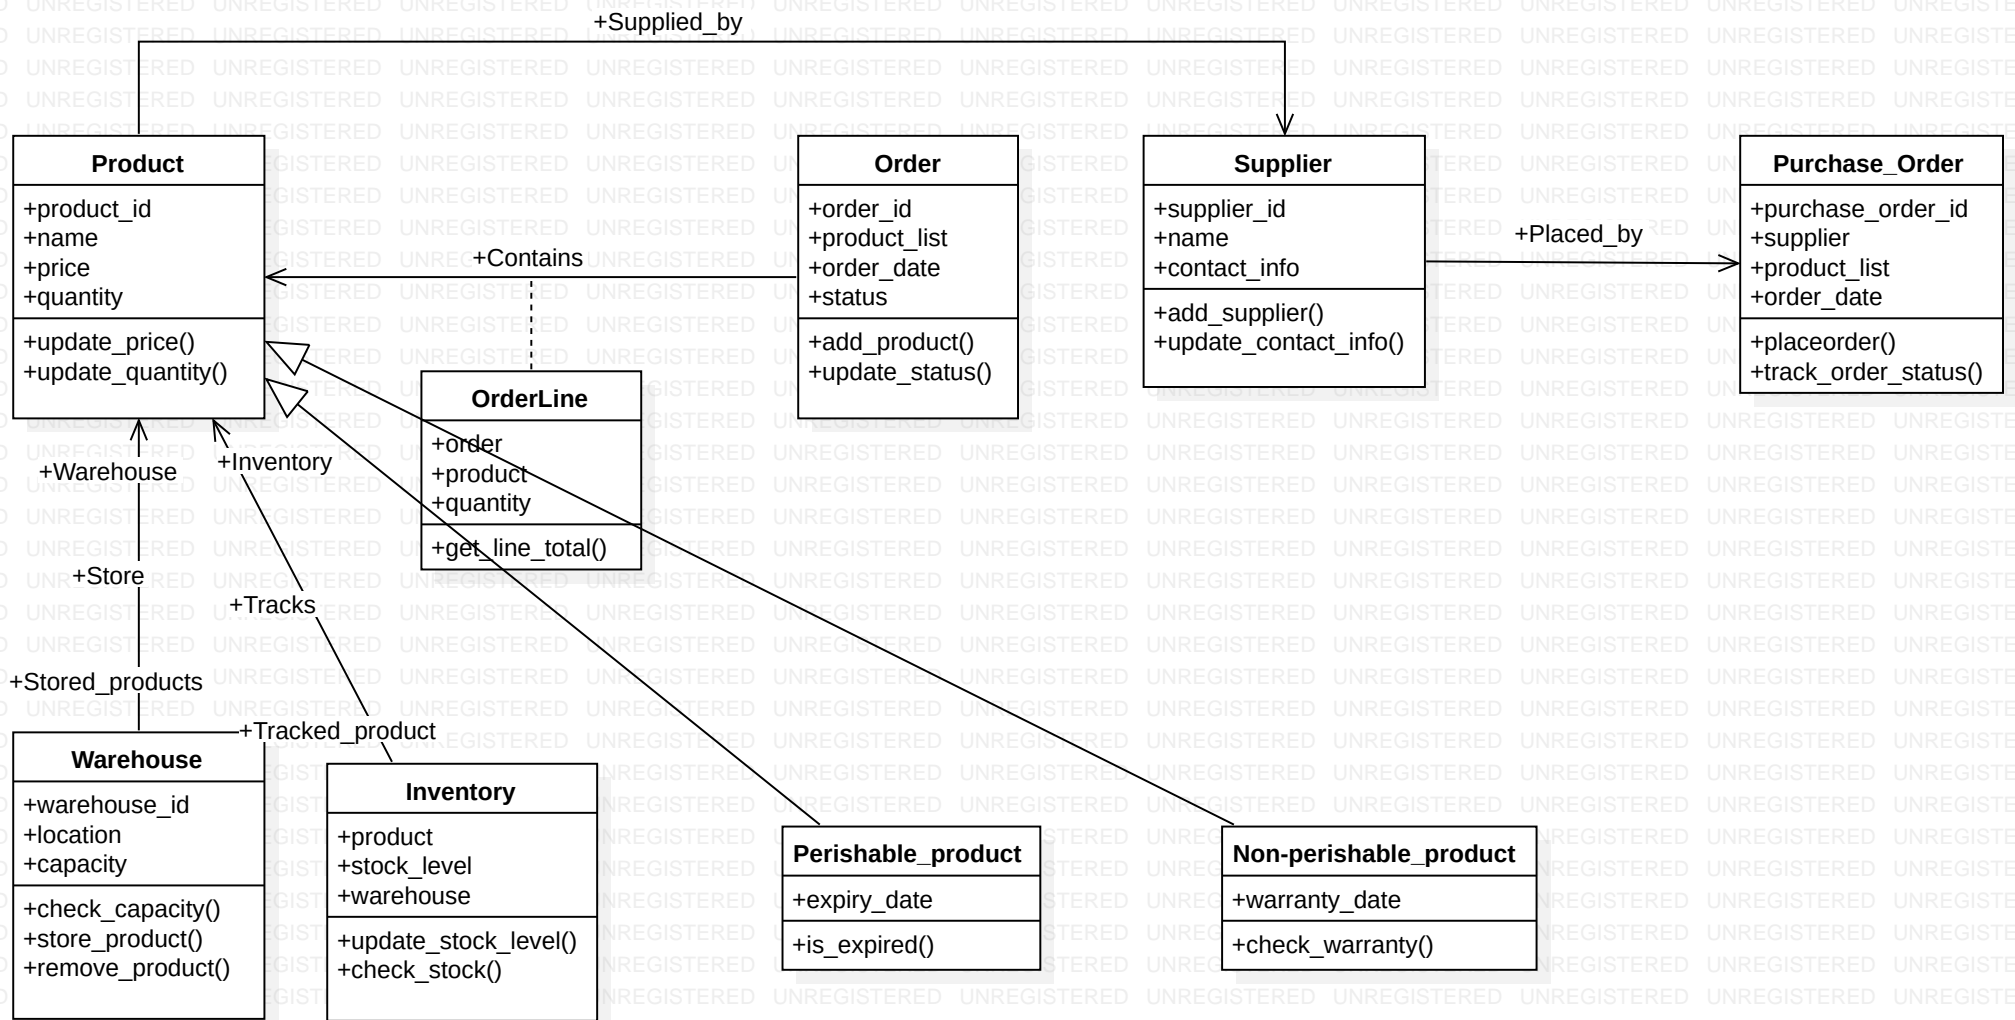 +Supplied_by
Product
+product_id
+name
+price
+quantity
+update_price()
+update_quantity()
+Contains
Order
+order_id
+product_list
+order_date
+status
+add_product()
+update_status()
Supplier
+supplier_id
+name
+contact_info
+add_supplier()
+update_contact_info()
+Placed_by
Purchase_Order
+purchase_order_id
+supplier
+product_list
+order_date
+placeorder()
+track_order_status()
OrderLine
+order
+product
+quantity
+get_line_total()
+Warehouse
+Inventory
+Store
+Tracks
+Stored_products
+Tracked_product
Warehouse
+warehouse_id
+location
+capacity
+check_capacity()
+store_product()
+remove_product()
Inventory
+product
+stock_level
+warehouse
+update_stock_level()
+check_stock()
Perishable_product
+expiry_date
+is_expired()
Non-perishable_product
+warranty_date
+check_warranty()
UNREGISTERED